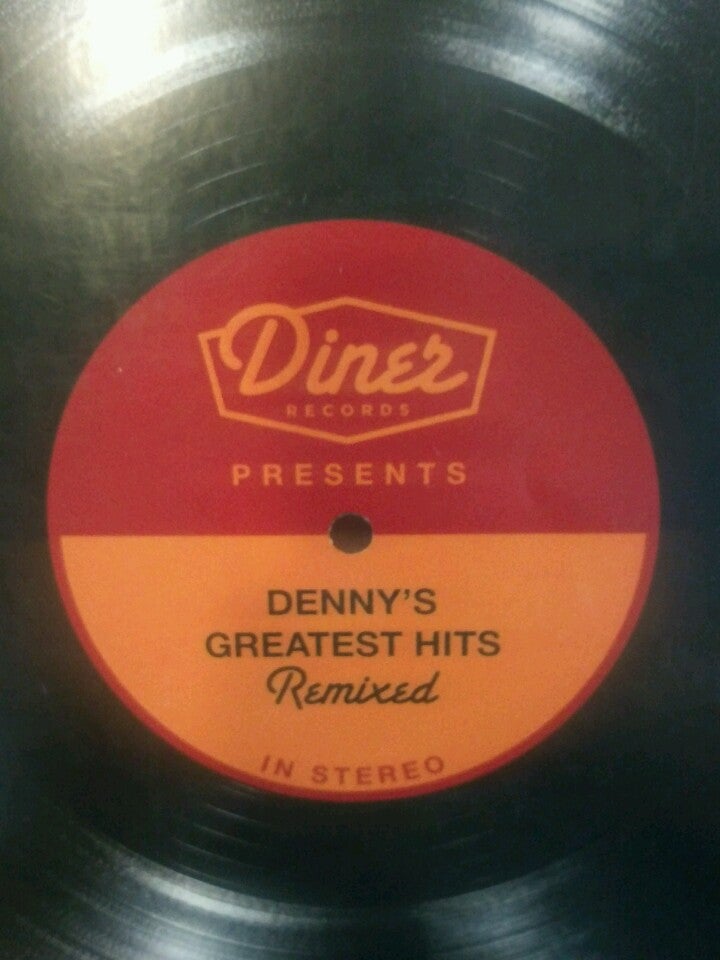 Diner
RECORDS
PRESENTS
DENNY'S
GREATEST HITS
Remixed
IN STEREO